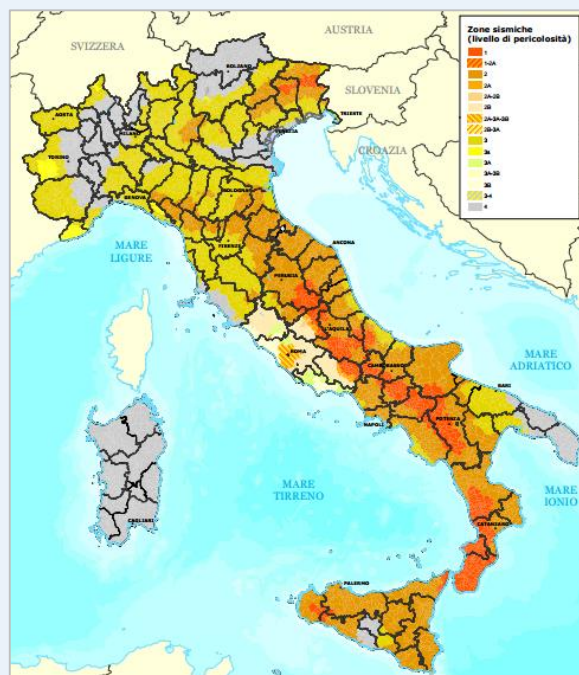 AUSTRIA
SVIZZERA
BOLZANO
SLOVENIA
AOSTA
TRIESTE
MILANO
VENEZIA
CROAZIA
TORINO
GENOVA
BOLOGNA
MARE
LIGURE
FIRENZE
ANCONA
PERUGIA
L'AQUILA
ROMA
CAMPOBASSO
MARE
ADRIATICO
BARI
NAPOLI
POTENZA
MARE
TIRRENO
MARE
IONIO
CAGLIARI
CATANZARO
PALERMO
Zone sismiche
(livello di pericolosità)
1
1-2A
2
2A
2A-2B
2B
2A-3A-3B
2B-3A
3
3s
3A
3A-3B
3B
3-4
4